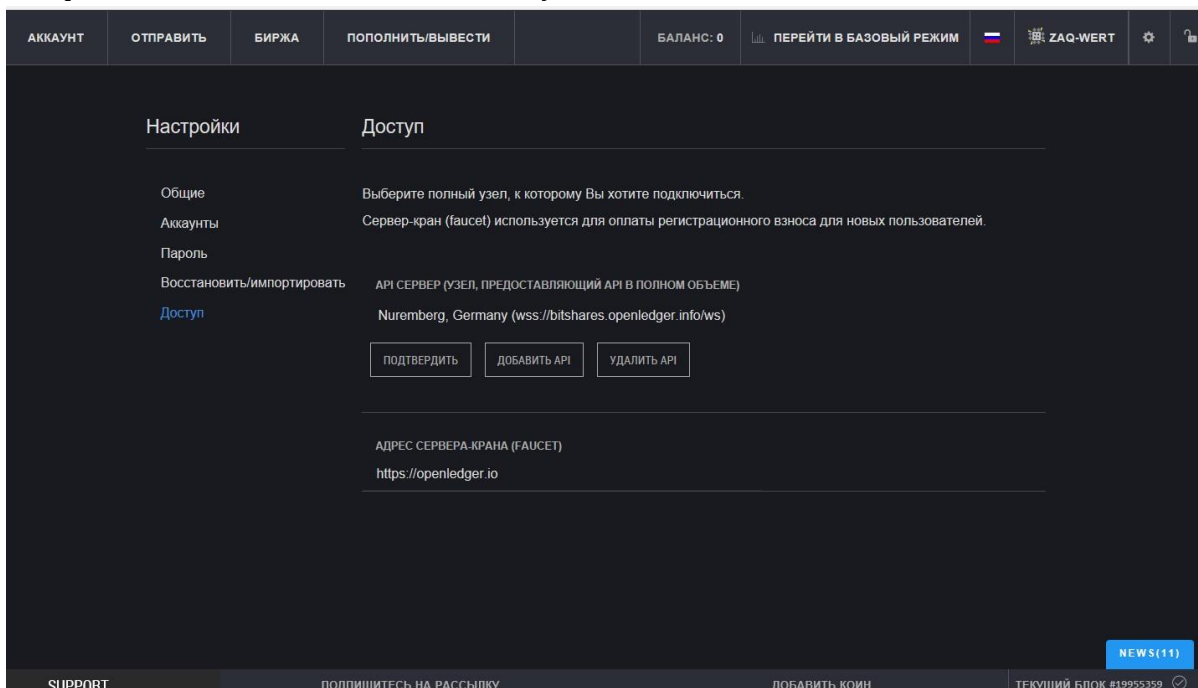 АККАУНТ ОТПРАВИТЬ БИРЖА ПОПОЛНИТЬ/ВЫВЕСТИ БАЛАНС: 0 ПЕРЕЙТИ В БАЗОВЫЙ РЕЖИМ ZAQ-WERT
Настройки
Доступ
Общие
Аккаунты
Пароль
Восстановить/импортировать
Доступ
Выберите полный узел, к которому Вы хотите подключиться.
Сервер-кран (faucet) используется для оплаты регистрационного взноса для новых пользователей.
API СЕРВЕР (УЗЕЛ, ПРЕДОСТАВЛЯЮЩИЙ API В ПОЛНОМ ОБЪЕМЕ)
Nuremberg, Germany (wss://bitshares.openledger.info/ws)
ПОДТВЕРДИТЬ ДОБАВИТЬ API УДАЛИТЬ API
АДРЕС СЕРВЕРА-КРАНА (FAUCET)
https://openledger.io
NEWS(11)
SUPPORT ПОДПИШИТЕСЬ НА РАССЫЛКУ ДОБАВИТЬ КОИН ТЕКУЩИЙ БЛОК #19955359